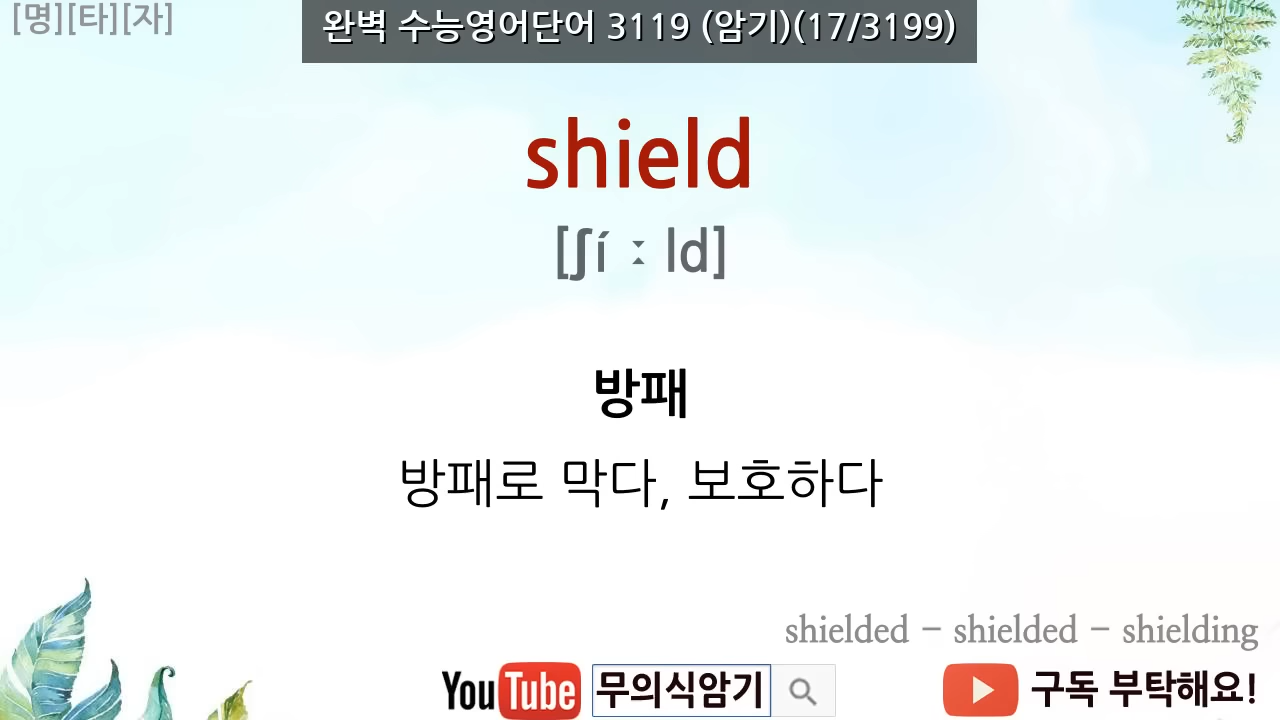 [명][타][자]
완벽 수능영어단어 3119 (암기)(17/3199)
shield
[ʃíːld]
방패
방패로 막다, 보호하다
shielded - shielded - shielding
YouTube 무의식암기 구독 부탁해요!